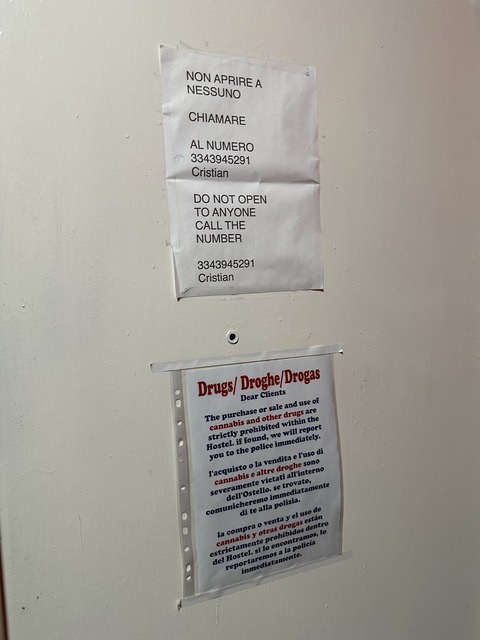 NON APRIRE A
NESSUNO
CHIAMARE
AL NUMERO
3343945291
Cristian
DO NOT OPEN
TO ANYONE
CALL THE
NUMBER
3343945291
Cristian
Drugs/ Droghe/Drogas
Dear Clients
The purchase or sale and use of
cannabis and other drugs are
strictly prohibited within the
Hostel. if found, we will report
you to the police immediately.
l'acquisto o la vendita e l'uso di
cannabis e altre droghe sono
severamente vietati all'interno
dell'Ostello. se trovato,
comunicheremo immediatamente
di te alla polizia.
la compra o venta y el uso de
cannabis y otras drogas están
estrictamente prohibidos dentro
del Hostel. si lo encontramos, lo
reportaremos a la policía
inmediatamente.